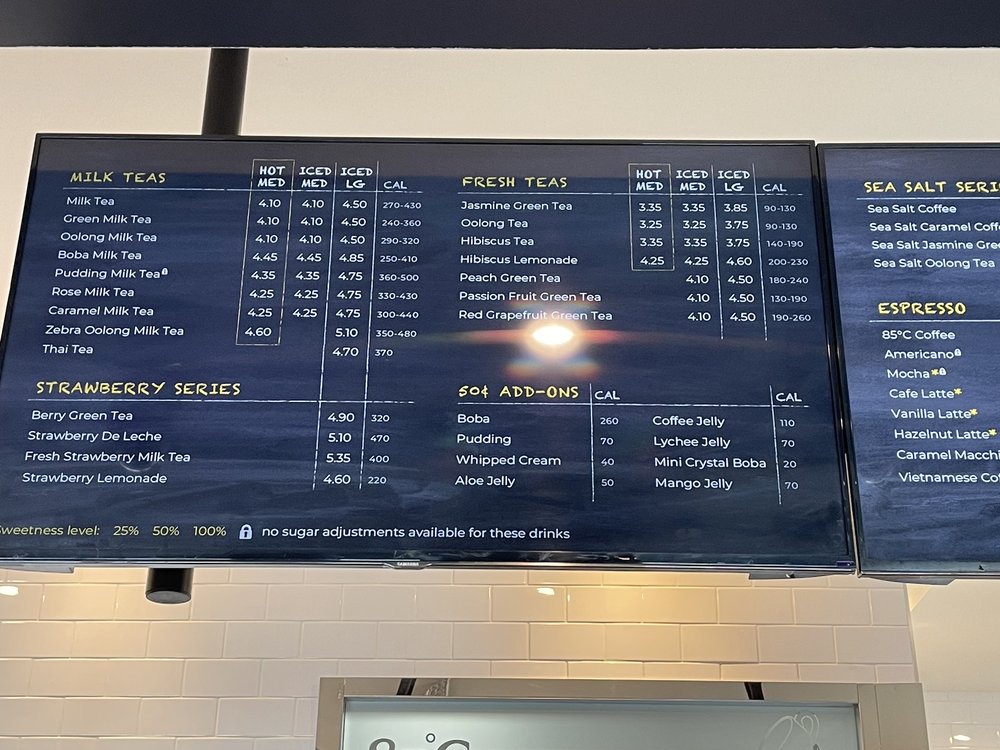 MILK TEAS HOT MED ICED MED ICED LG CAL
Milk Tea 4.10 4.10 4.50 270-430
Green Milk Tea 4.10 4.10 4.50 240-360
Oolong Milk Tea 4.10 4.10 4.50 290-320
Boba Milk Tea 4.45 4.45 4.85 250-410
Pudding Milk Tea 4.35 4.35 4.75 360-500
Rose Milk Tea 4.25 4.25 4.75 330-430
Caramel Milk Tea 4.25 4.25 4.75 300-440
Zebra Oolong Milk Tea 4.60 5.10 350-480
Thai Tea 4.70 370
STRAWBERRY SERIES
Berry Green Tea 4.90 320
Strawberry De Leche 5.10 470
Fresh Strawberry Milk Tea 5.35 400
Strawberry Lemonade 4.60 220
FRESH TEAS HOT MED ICED MED ICED LG CAL
Jasmine Green Tea 3.35 3.35 3.85 90-130
Oolong Tea 3.25 3.25 3.75 90-130
Hibiscus Tea 3.35 3.35 3.75 140-190
Hibiscus Lemonade 4.25 4.25 4.60 200-230
Peach Green Tea 4.10 4.50 180-240
Passion Fruit Green Tea 4.10 4.50 130-190
Red Grapefruit Green Tea 4.10 4.50 190-260
50¢ ADD-ONS CAL CAL
Boba 260 Coffee Jelly 110
Pudding 70 Lychee Jelly 70
Whipped Cream 40 Mini Crystal Boba 20
Aloe Jelly 50 Mango Jelly 70
weetness level: 25% 50% 100% no sugar adjustments available for these drinks
SEA SALT SERI
Sea Salt Coffee
Sea Salt Caramel Coff
Sea Salt Jasmine Gre
Sea Salt Oolong Tea
ESPRESSO
85°C Coffee
Americano
Mocha*
Cafe Latte*
Vanilla Latte*
Hazelnut Latte*
Caramel Macchi
Vietnamese Co